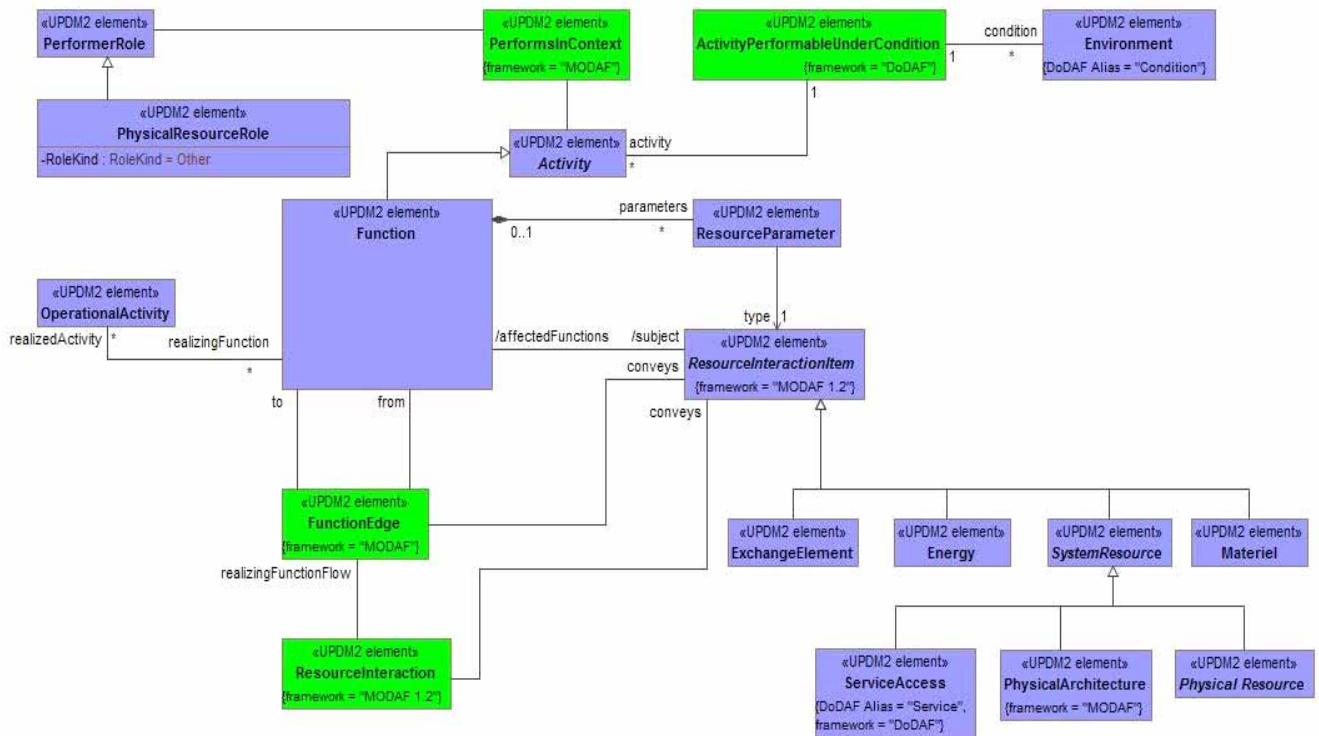 «UPDM2 element»
PerformerRole
«UPDM2 element»
PerformsInContext
{framework = "MODAF"}
«UPDM2 element»
ActivityPerformableUnderCondition
{framework = "DoDAF"}
condition
1
*
«UPDM2 element»
Environment
{DoDAF Alias = "Condition"}
1
«UPDM2 element»
PhysicalResourceRole
-RoleKind : RoleKind = Other
«UPDM2 element»
Activity
activity
*
«UPDM2 element»
Function
parameters
0..1
*
«UPDM2 element»
ResourceParameter
«UPDM2 element»
OperationalActivity
realizedActivity
*
realizingFunction
*
type
1
/affectedFunctions
/subject
«UPDM2 element»
ResourceInteractionItem
{framework = "MODAF 1.2"}
conveys
conveys
to
from
«UPDM2 element»
FunctionEdge
{framework = "MODAF"}
realizingFunctionFlow
«UPDM2 element»
ExchangeElement
«UPDM2 element»
Energy
«UPDM2 element»
SystemResource
«UPDM2 element»
Materiel
«UPDM2 element»
ResourceInteraction
{framework = "MODAF 1.2"}
«UPDM2 element»
ServiceAccess
{DoDAF Alias = "Service",
framework = "DoDAF"}
«UPDM2 element»
PhysicalArchitecture
{framework = "MODAF"}
«UPDM2 element»
Physical Resource